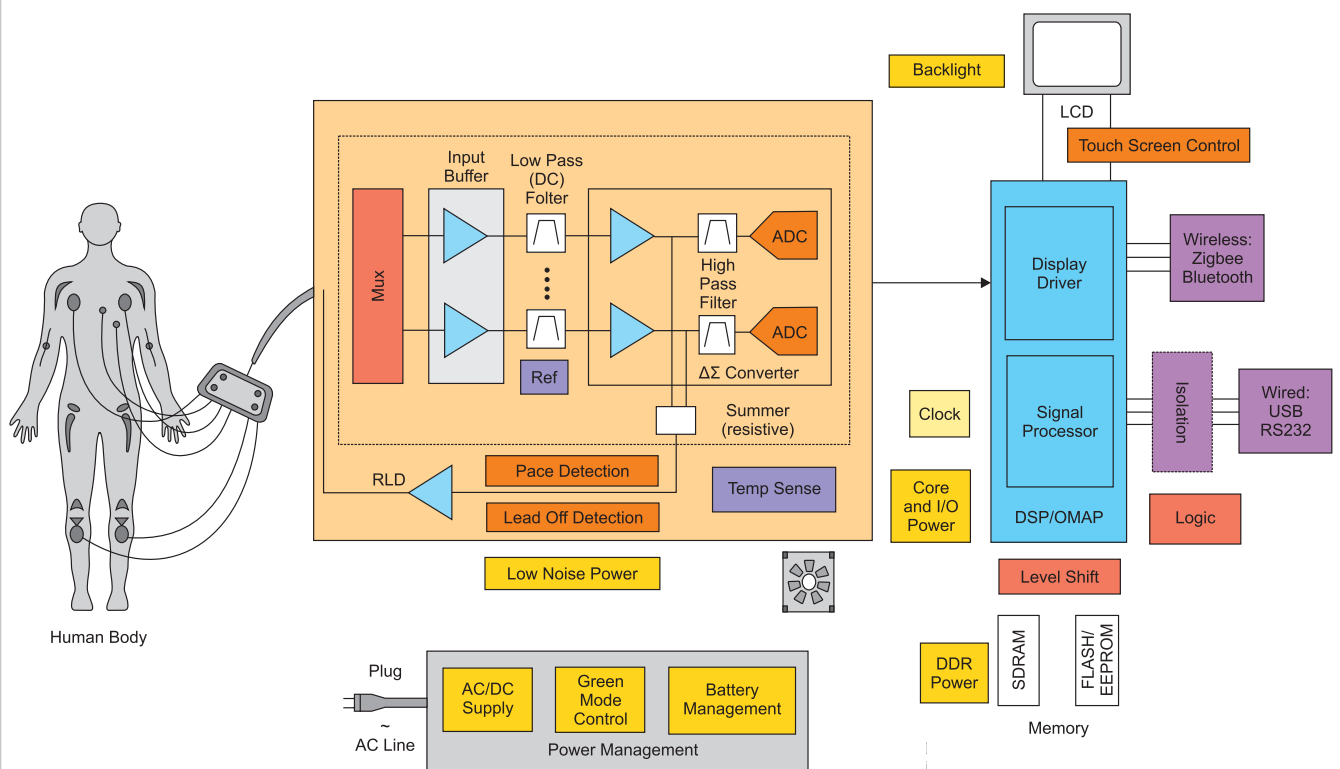 Backlight
LCD
Touch Screen Control
Input
Buffer
Low Pass
(DC)
Folter
Mux
ADC
High
Pass
Filter
ADC
Ref
ΔΣ Converter
Summer
(resistive)
RLD
Pace Detection
Lead Off Detection
Temp Sense
Low Noise Power
Human Body
Display
Driver
Wireless:
Zigbee
Bluetooth
Clock
Signal
Processor
Isolation
Wired:
USB
RS232
Core
and I/O
Power
DSP/OMAP
Logic
Level Shift
DDR
Power
SDRAM
FLASH/
EEPROM
Memory
Plug
~
AC Line
AC/DC
Supply
Green
Mode
Control
Battery
Management
Power Management